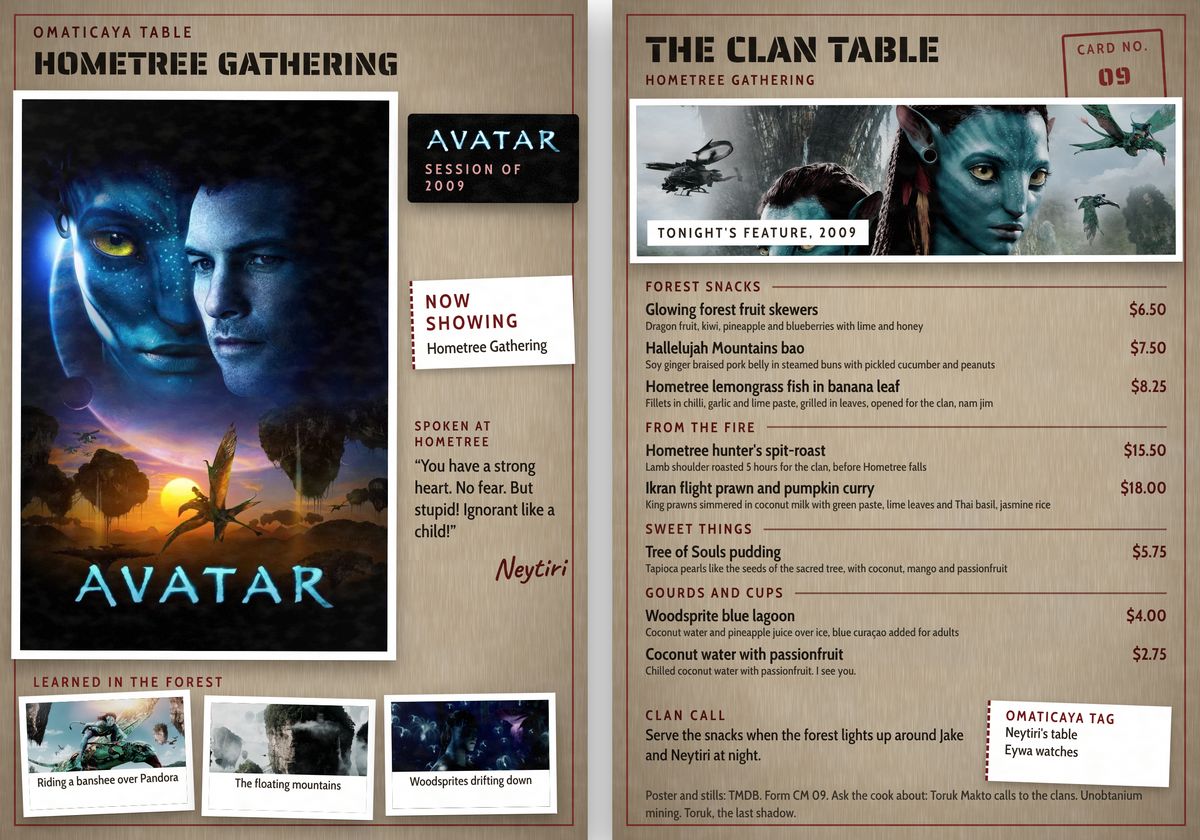 OMATICAYA TABLE
HOMETREE GATHERING
AVATAR
SESSION OF
2009
NOW
SHOWING
Hometree Gathering
SPOKEN AT
HOMETREE
“You have a strong
heart. No fear. But
stupid! Ignorant like a
child!”
Neytiri
AVATAR
LEARNED IN THE FOREST
Riding a banshee over Pandora
The floating mountains
Woodsprites drifting down
THE CLAN TABLE
HOMETREE GATHERING
CARD NO.
09
TONIGHT'S FEATURE, 2009
FOREST SNACKS
Glowing forest fruit skewers $6.50
Dragon fruit, kiwi, pineapple and blueberries with lime and honey
Hallelujah Mountains bao $7.50
Soy ginger braised pork belly in steamed buns with pickled cucumber and peanuts
Hometree lemongrass fish in banana leaf $8.25
Fillets in chilli, garlic and lime paste, grilled in leaves, opened for the clan, nam jim
FROM THE FIRE
Hometree hunter's spit-roast $15.50
Lamb shoulder roasted 5 hours for the clan, before Hometree falls
Ikran flight prawn and pumpkin curry $18.00
King prawns simmered in coconut milk with green paste, lime leaves and Thai basil, jasmine rice
SWEET THINGS
Tree of Souls pudding $5.75
Tapioca pearls like the seeds of the sacred tree, with coconut, mango and passionfruit
GOURDS AND CUPS
Woodsprite blue lagoon $4.00
Coconut water and pineapple juice over ice, blue curaçao added for adults
Coconut water with passionfruit $2.75
Chilled coconut water with passionfruit. I see you.
CLAN CALL
Serve the snacks when the forest lights up around Jake
and Neytiri at night.
OMATICAYA TAG
Neytiri's table
Eywa watches
Poster and stills: TMDB. Form CM 09. Ask the cook about: Toruk Makto calls to the clans. Unobtanium
mining. Toruk, the last shadow.